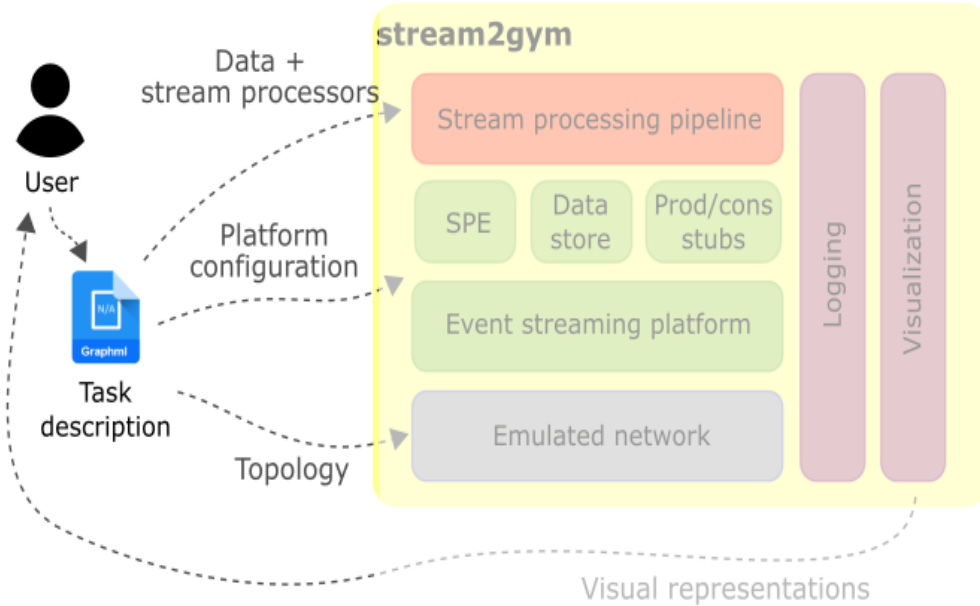 stream2gym
Data +
stream processors
Stream processing pipeline
User
SPE
Data
store
Prod/cons
stubs
Platform
configuration
Event streaming platform
N/A
Graphml
Task
description
Emulated network
Topology
Logging
Visualization
Visual representations